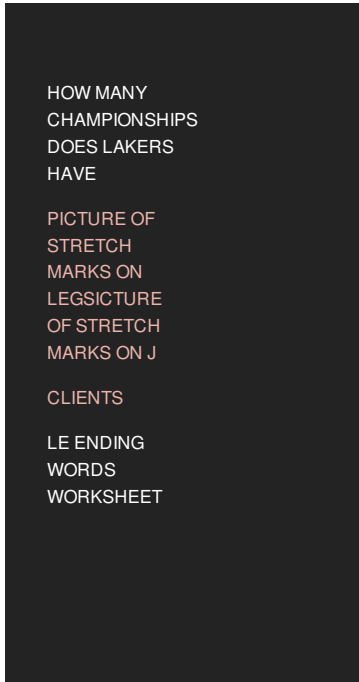 HOW MANY
CHAMPIONSHIPS
DOES LAKERS
HAVE
PICTURE OF
STRETCH
MARKS ON
LEGSICTURE
OF STRETCH
MARKS ON J
CLIENTS
LE ENDING
WORDS
WORKSHEET